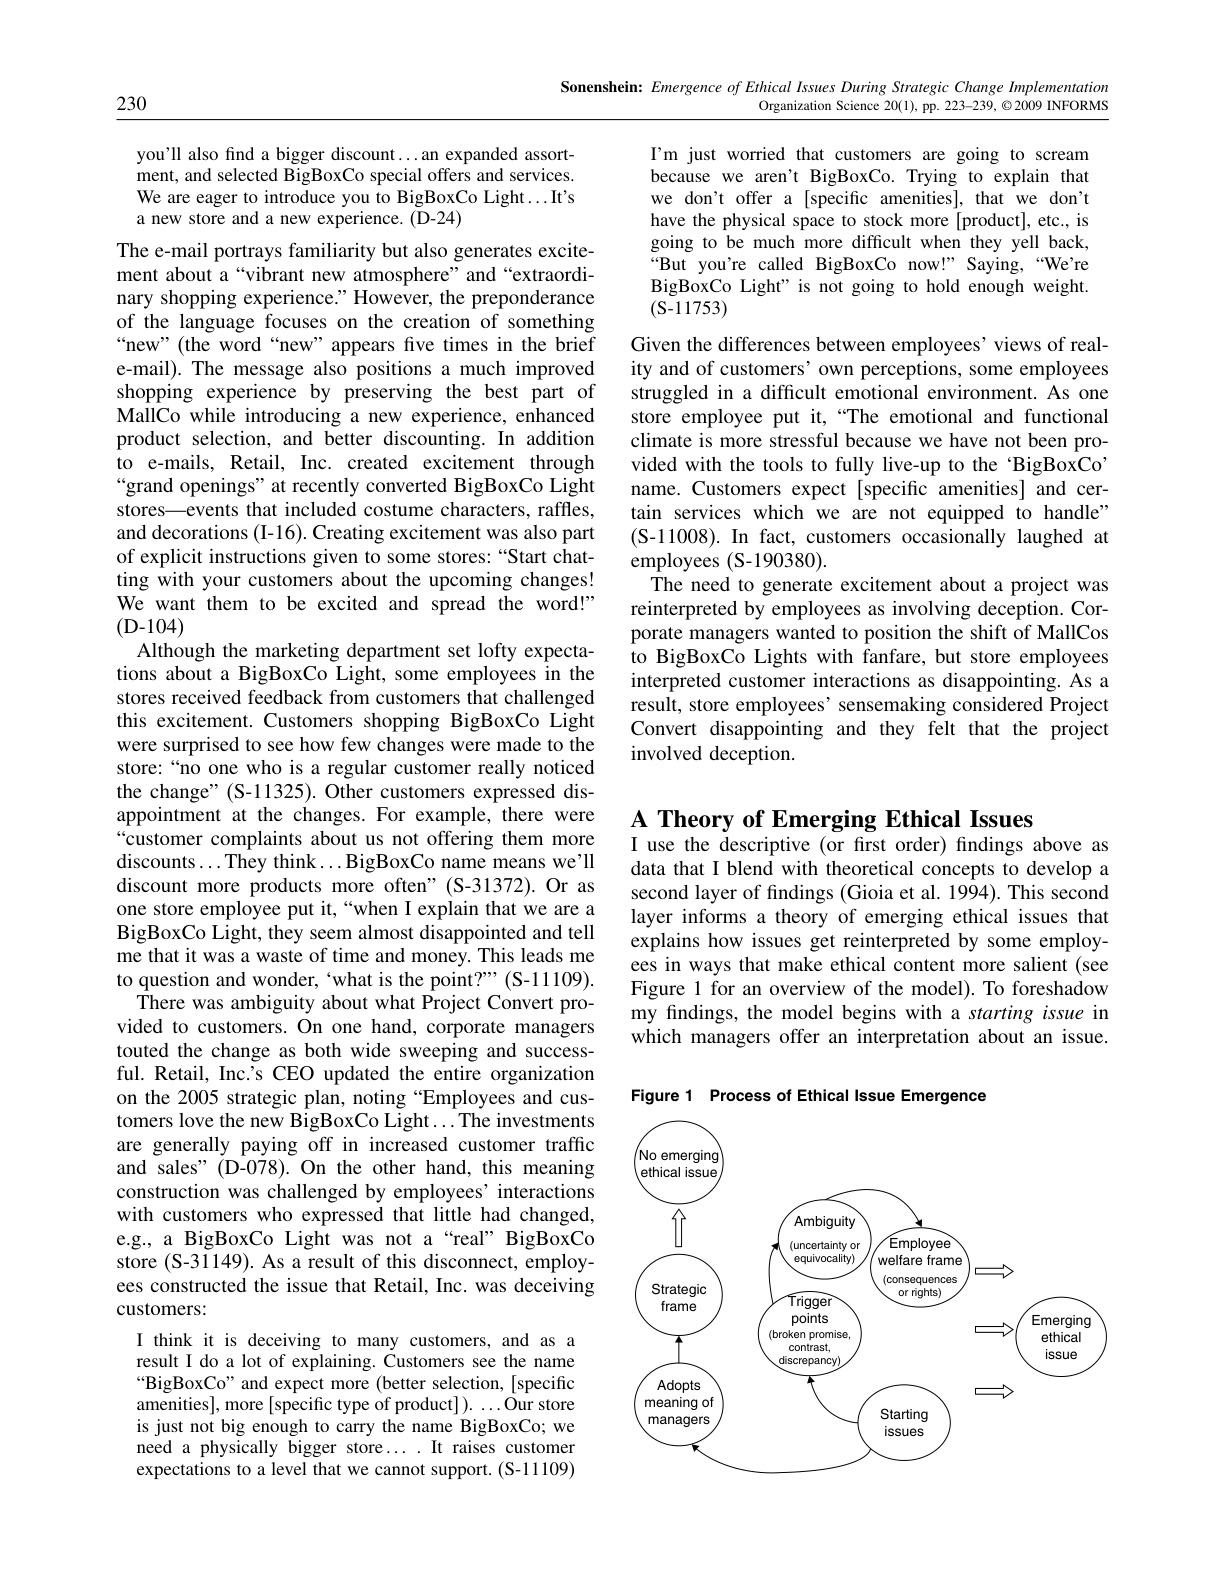 230
Sonenshein: Emergence of Ethical Issues During Strategic Change Implementation
Organization Science 20(1), pp. 223–239, © 2009 INFORMS
you'll also find a bigger discount...an expanded assort-
ment, and selected BigBoxCo special offers and services.
We are eager to introduce you to BigBoxCo Light...It's
a new store and a new experience. (D-24)
The e-mail portrays familiarity but also generates excite-
ment about a “vibrant new atmosphere” and “extraordi-
nary shopping experience.” However, the preponderance
of the language focuses on the creation of something
“new” (the word “new” appears five times in the brief
e-mail). The message also positions a much improved
shopping experience by preserving the best part of
MallCo while introducing a new experience, enhanced
product selection, and better discounting. In addition
to e-mails, Retail, Inc. created excitement through
“grand openings” at recently converted BigBoxCo Light
stores—events that included costume characters, raffles,
and decorations (I-16). Creating excitement was also part
of explicit instructions given to some stores: “Start chat-
ting with your customers about the upcoming changes!
We want them to be excited and spread the word!”
(D-104)
Although the marketing department set lofty expecta-
tions about a BigBoxCo Light, some employees in the
stores received feedback from customers that challenged
this excitement. Customers shopping BigBoxCo Light
were surprised to see how few changes were made to the
store: “no one who is a regular customer really noticed
the change” (S-11325). Other customers expressed dis-
appointment at the changes. For example, there were
“customer complaints about us not offering them more
discounts...They think...BigBoxCo name means we'll
discount more products more often” (S-31372). Or as
one store employee put it, “when I explain that we are a
BigBoxCo Light, they seem almost disappointed and tell
me that it was a waste of time and money. This leads me
to question and wonder, ‘what is the point?’” (S-11109).
There was ambiguity about what Project Convert pro-
vided to customers. On one hand, corporate managers
touted the change as both wide sweeping and success-
ful. Retail, Inc.'s CEO updated the entire organization
on the 2005 strategic plan, noting “Employees and cus-
tomers love the new BigBoxCo Light...The investments
are generally paying off in increased customer traffic
and sales” (D-078). On the other hand, this meaning
construction was challenged by employees' interactions
with customers who expressed that little had changed,
e.g., a BigBoxCo Light was not a “real” BigBoxCo
store (S-31149). As a result of this disconnect, employ-
ees constructed the issue that Retail, Inc. was deceiving
customers:
I think it is deceiving to many customers, and as a
result I do a lot of explaining. Customers see the name
“BigBoxCo” and expect more (better selection, [specific
amenities], more [specific type of product]). ...Our store
is just not big enough to carry the name BigBoxCo; we
need a physically bigger store... . It raises customer
expectations to a level that we cannot support. (S-11109)
I'm just worried that customers are going to scream
because we aren't BigBoxCo. Trying to explain that
we don't offer a [specific amenities], that we don't
have the physical space to stock more [product], etc., is
going to be much more difficult when they yell back,
“But you're called BigBoxCo now!” Saying, “We're
BigBoxCo Light” is not going to hold enough weight.
(S-11753)
Given the differences between employees' views of real-
ity and of customers' own perceptions, some employees
struggled in a difficult emotional environment. As one
store employee put it, “The emotional and functional
climate is more stressful because we have not been pro-
vided with the tools to fully live-up to the ‘BigBoxCo’
name. Customers expect [specific amenities] and cer-
tain services which we are not equipped to handle”
(S-11008). In fact, customers occasionally laughed at
employees (S-190380).
The need to generate excitement about a project was
reinterpreted by employees as involving deception. Cor-
porate managers wanted to position the shift of MallCos
to BigBoxCo Lights with fanfare, but store employees
interpreted customer interactions as disappointing. As a
result, store employees' sensemaking considered Project
Convert disappointing and they felt that the project
involved deception.
A Theory of Emerging Ethical Issues
I use the descriptive (or first order) findings above as
data that I blend with theoretical concepts to develop a
second layer of findings (Gioia et al. 1994). This second
layer informs a theory of emerging ethical issues that
explains how issues get reinterpreted by some employ-
ees in ways that make ethical content more salient (see
Figure 1 for an overview of the model). To foreshadow
my findings, the model begins with a starting issue in
which managers offer an interpretation about an issue.
Figure 1 Process of Ethical Issue Emergence
No emerging
ethical issue
Strategic
frame
Adopts
meaning of
managers
Ambiguity
(uncertainty or
equivocality)
Employee
welfare frame
(consequences
or rights)
Trigger
points
(broken promise,
contrast,
discrepancy)
Starting
issues
Emerging
ethical
issue